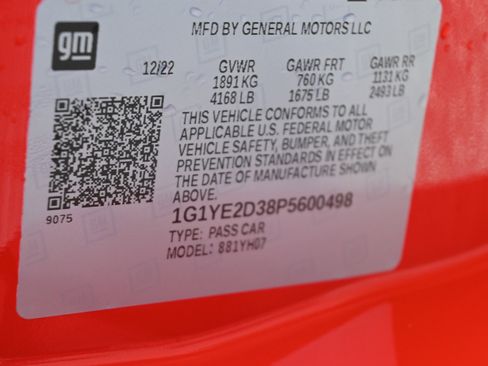 gm
MFD BY GENERAL MOTORS LLC
12/22 GVWR GAWR FRT GAWR RR
1891 KG 760 KG 1131 KG
4168 LB 1675 LB 2493 LB
THIS VEHICLE CONFORMS TO ALL
APPLICABLE U.S. FEDERAL MOTOR
VEHICLE SAFETY, BUMPER, AND THEFT
PREVENTION STANDARDS IN EFFECT ON
THE DATE OF MANUFACTURE SHOWN
ABOVE.
9075
1G1YE2D38P5600498
TYPE: PASS CAR
MODEL: 881YH07